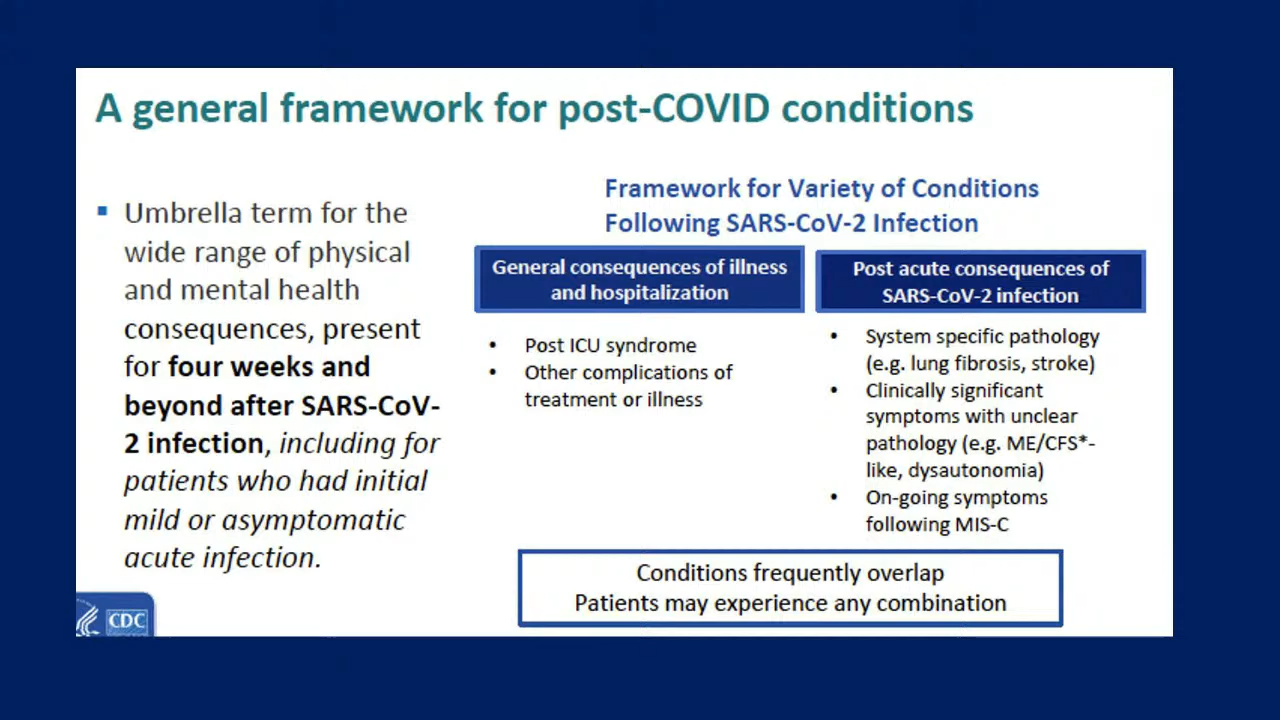 A general framework for post-COVID conditions
▪ Umbrella term for the
wide range of physical
and mental health
consequences, present
for four weeks and
beyond after SARS-CoV-
2 infection, including for
patients who had initial
mild or asymptomatic
acute infection.
Framework for Variety of Conditions
Following SARS-CoV-2 Infection
General consequences of illness
and hospitalization
• Post ICU syndrome
• Other complications of
treatment or illness
Post acute consequences of
SARS-CoV-2 infection
• System specific pathology
(e.g. lung fibrosis, stroke)
• Clinically significant
symptoms with unclear
pathology (e.g. ME/CFS*-
like, dysautonomia)
• On-going symptoms
following MIS-C
Conditions frequently overlap
Patients may experience any combination
CDC